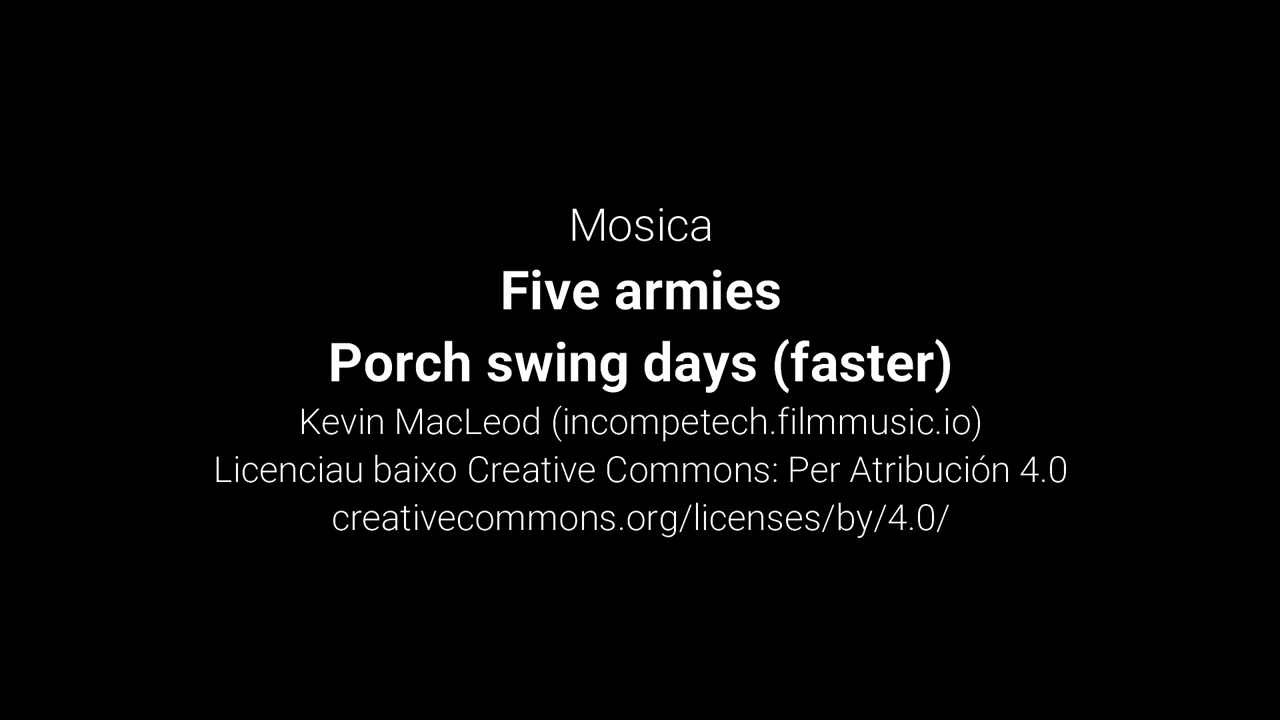 Mosica
Five armies
Porch swing days (faster)
Kevin MacLeod (incompetech.filmmusic.io)
Licenciau baixo Creative Commons: Per Atribución 4.0
creativecommons.org/licenses/by/4.0/